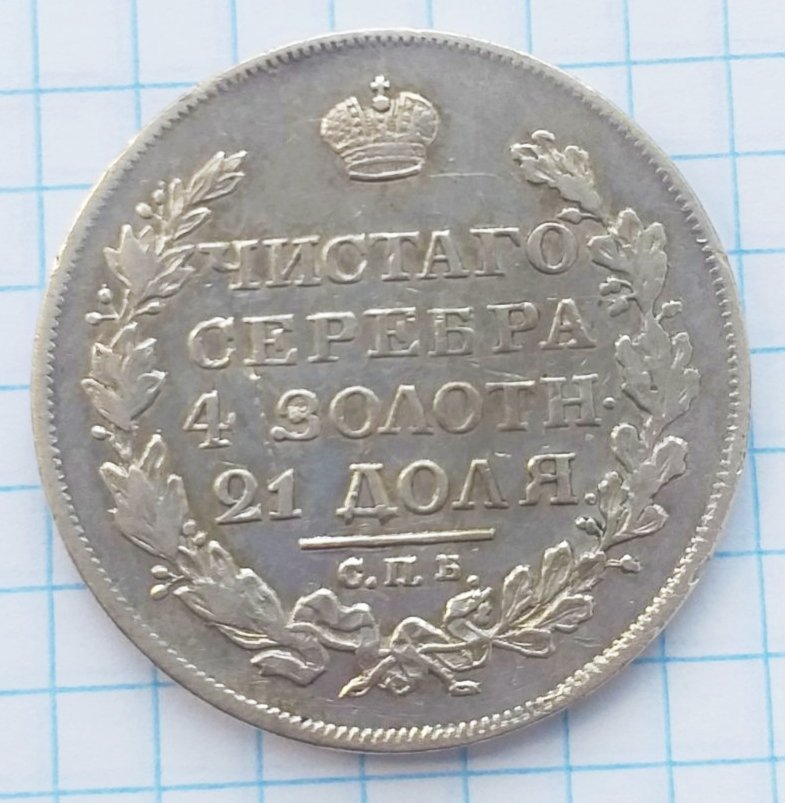 ЧИСТАГО
СЕРЕБРА
4 ЗОЛОТН.
21 ДОЛЯ.
С.П.Б.